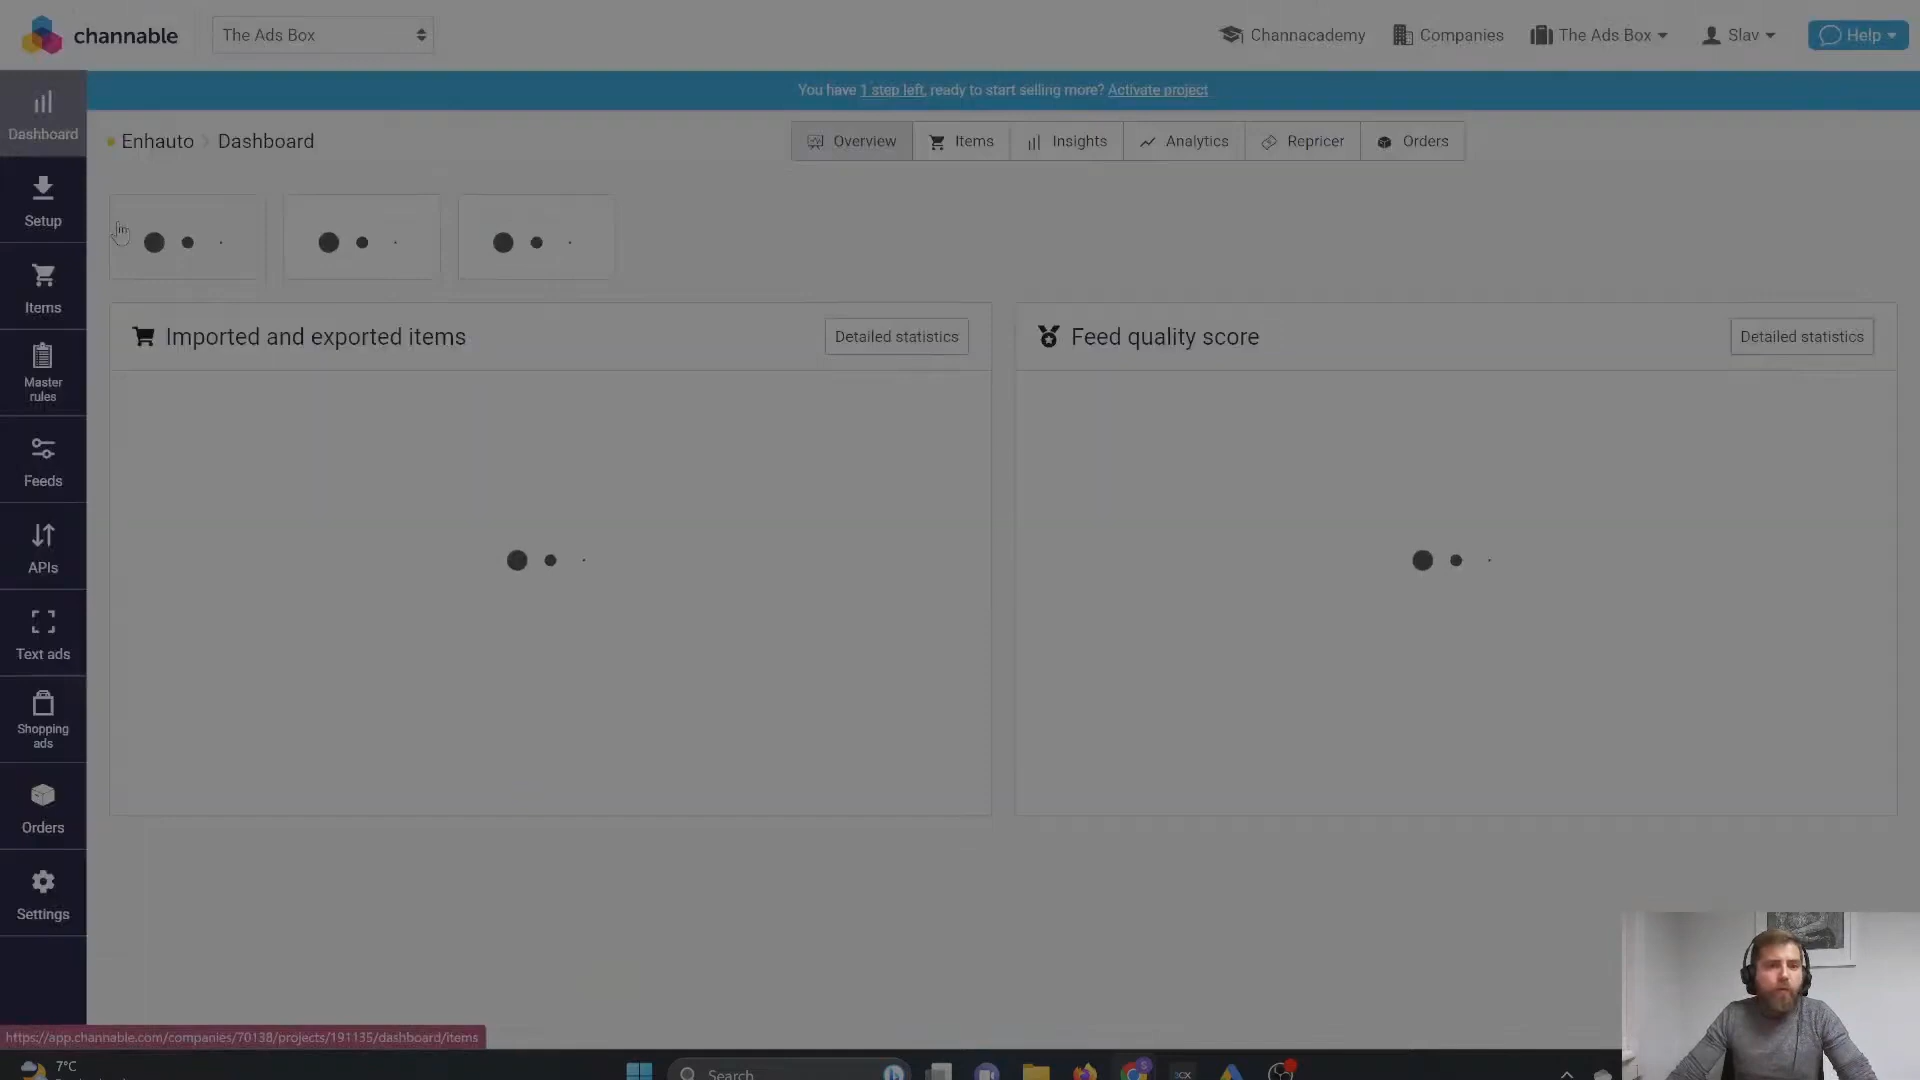 channable
The Ads Box
Channacademy
Companies
The Ads Box
Slav
Help
You have 1 step left, ready to start selling more? Activate project
Dashboard
Enhauto
Dashboard
Overview
Items
Insights
Analytics
Repricer
Orders
Setup
Items
Master
rules
Feeds
APIs
Text ads
Shopping
ads
Orders
Settings
Imported and exported items
Detailed statistics
Feed quality score
Detailed statistics
https://app.channable.com/companies/70138/projects/191135/dashboard/items
7°C
Search